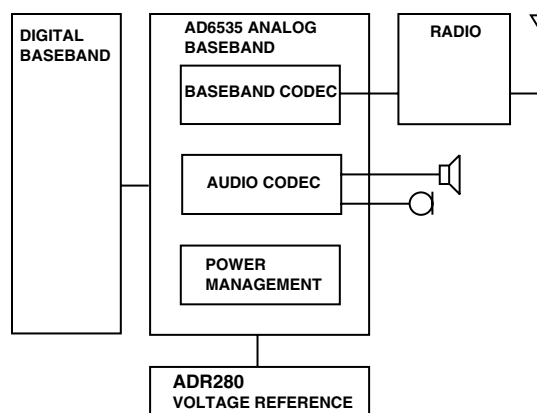 DIGITAL
BASEBAND
AD6535 ANALOG
BASEBAND
BASEBAND CODEC
AUDIO CODEC
POWER
MANAGEMENT
RADIO
ADR280
VOLTAGE REFERENCE